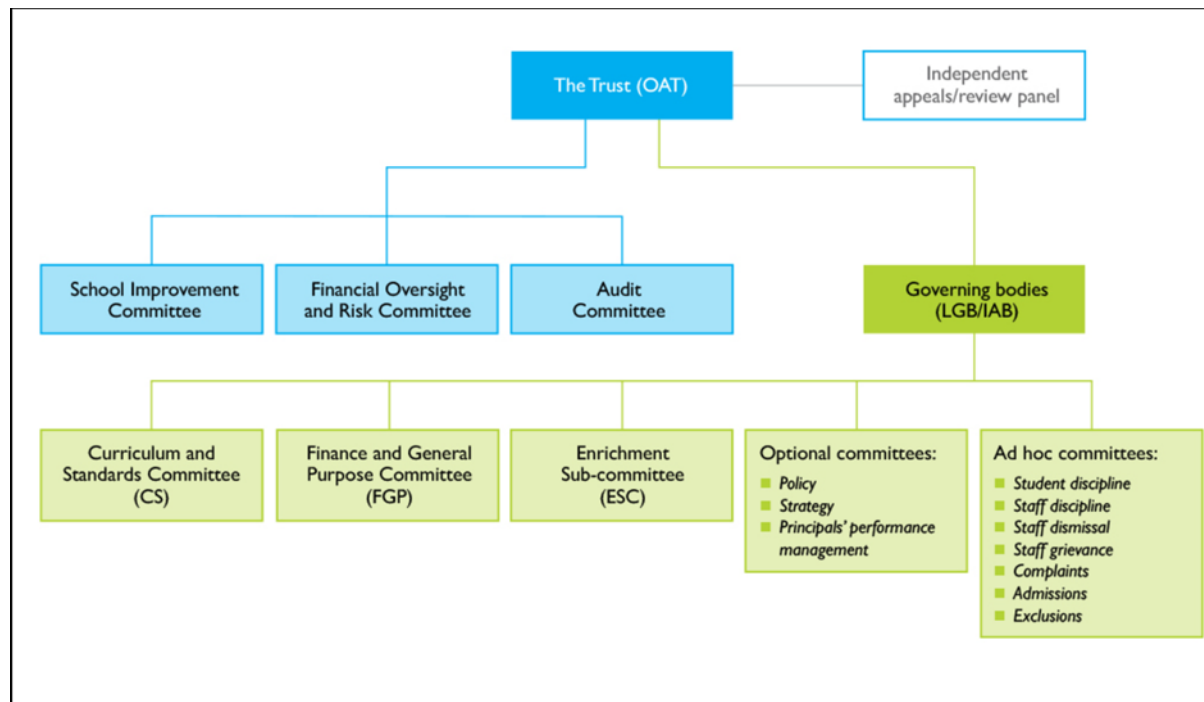 The Trust (OAT)
Independent
appeals/review panel
School Improvement
Committee
Financial Oversight
and Risk Committee
Audit
Committee
Governing bodies
(LGB/IAB)
Curriculum and
Standards Committee
(CS)
Finance and General
Purpose Committee
(FGP)
Enrichment
Sub-committee
(ESC)
Optional committees:
Policy
Strategy
Principals' performance
management
Ad hoc committees:
Student discipline
Staff discipline
Staff dismissal
Staff grievance
Complaints
Admissions
Exclusions